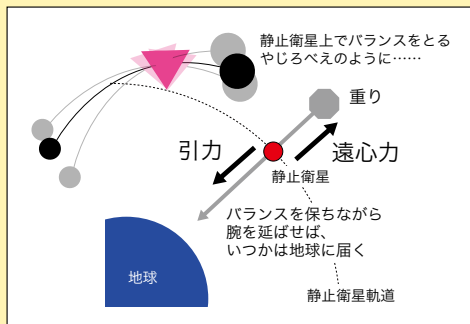 静止衛星上でバランスをとる
やじろべえのように……
重り
引力
遠心力
静止衛星
バランスを保ちながら
腕を延ばせば、
いつかは地球に届く
地球
静止衛星軌道